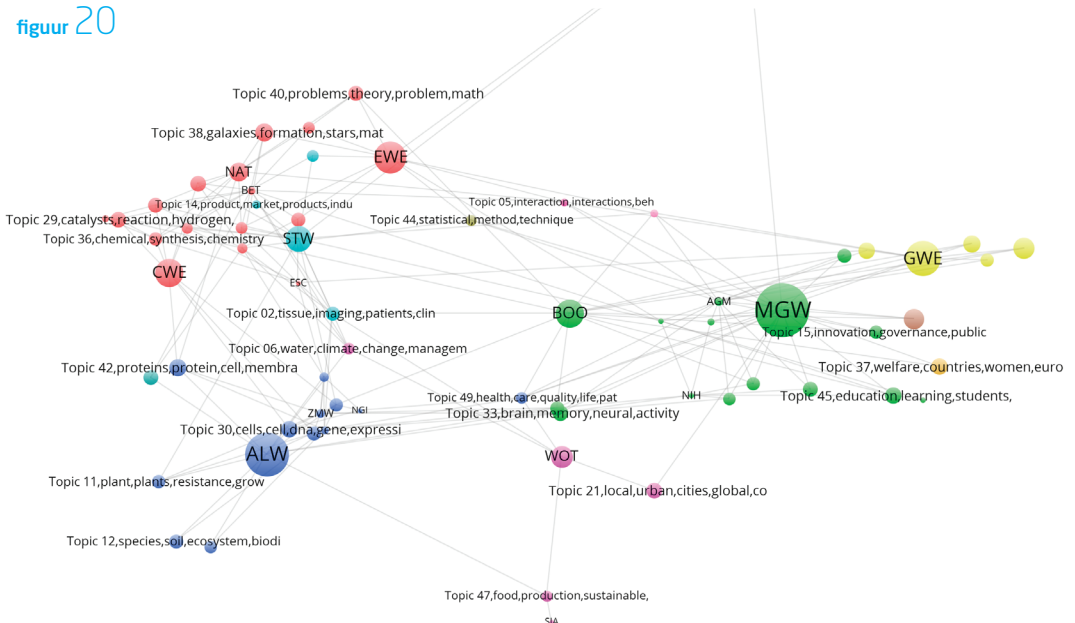 figuur 20
Topic 40,problems,theory,problem,math
Topic 38,galaxies,formation,stars,mat
EWE
NAT
BET
Topic 14,product,market,products,indu
Topic 05,interaction,interactions,beh
Topic 29,catalysts,reaction,hydrogen,
Topic 44,statistical,method,technique
Topic 36,chemical,synthesis,chemistry
STW
GWE
CWE
ESC
AGM
MGW
Topic 02,tissue,imaging,patients,clin
BOO
Topic 15,innovation,governance,public
Topic 06,water,climate,change,managem
Topic 42,proteins,protein,cell,membra
Topic 37,welfare,countries,women,euro
NIH
Topic 45,education,learning,students,
Topic 49,health,care,quality,life,pat
ZMW
NGI
Topic 33,brain,memory,neural,activity
Topic 30,cells,cell,dna,gene,expressi
ALW
WOT
Topic 11,plant,plants,resistance,grow
Topic 21,local,urban,cities,global,co
Topic 12,species,soil,ecosystem,biodi
Topic 47,food,production,sustainable,
SIA